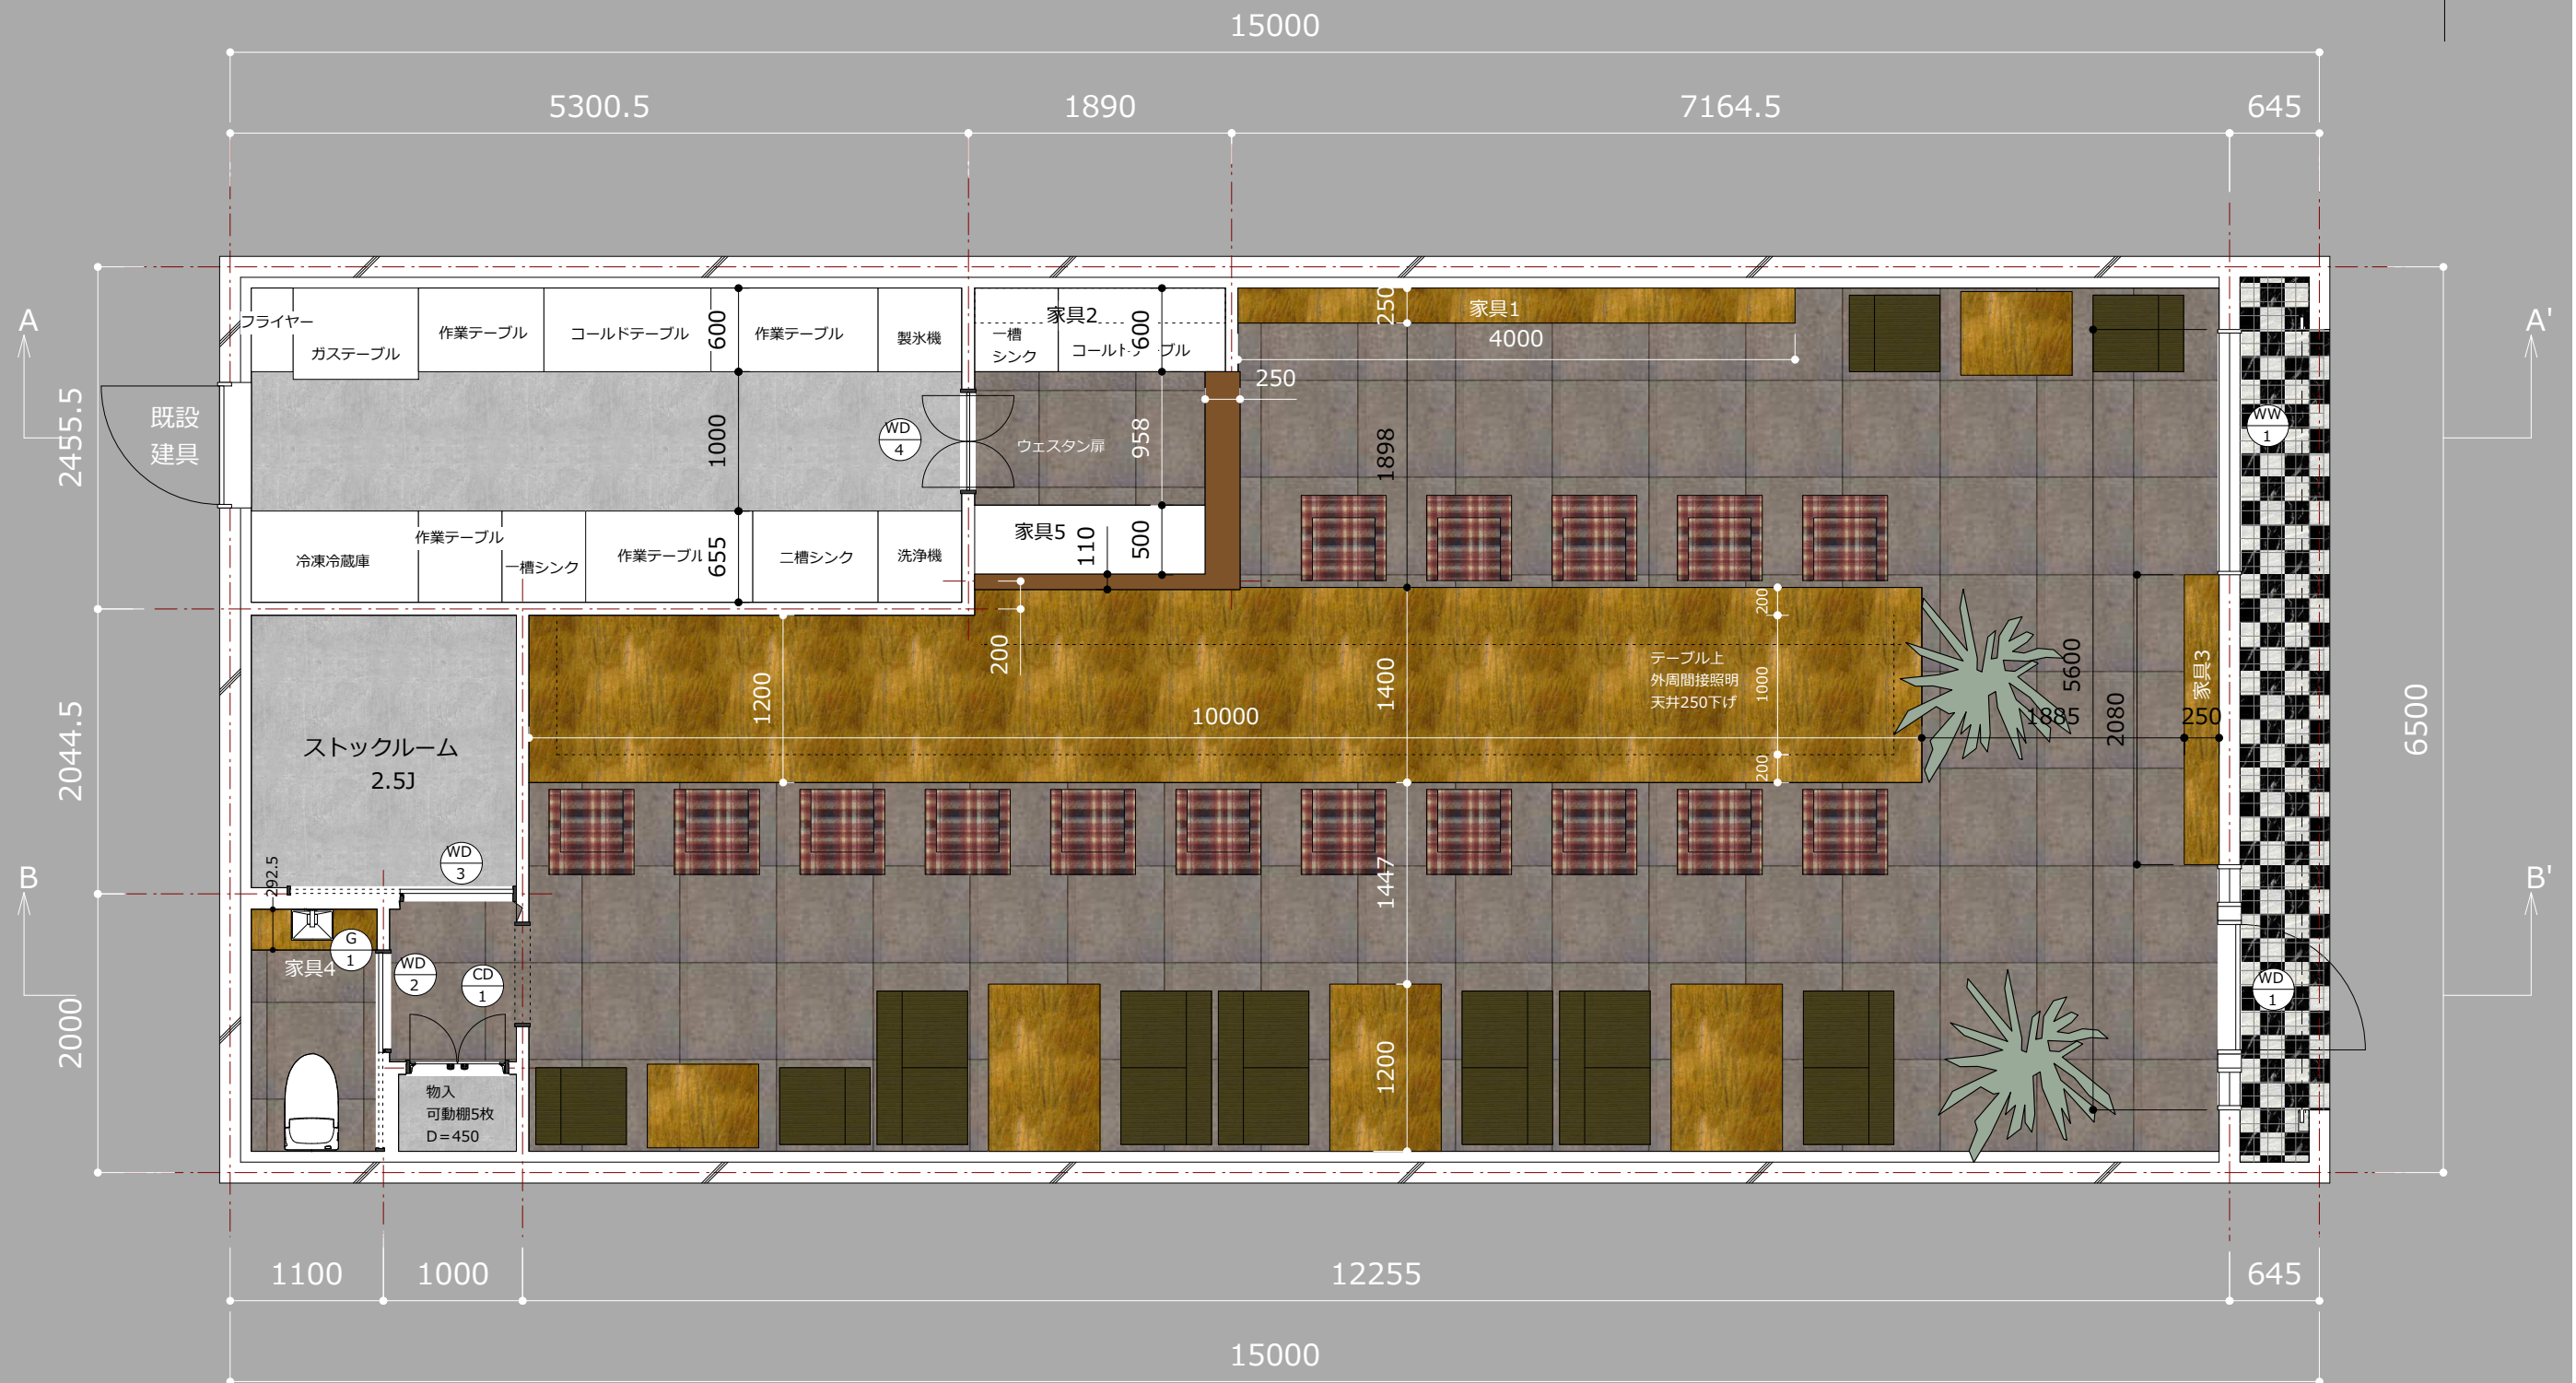 15000
5300.5
1890
7164.5
645
A
A'
2455.5
既設
建具
フライヤー
ガステーブル
作業テーブル
コールドテーブル
600
作業テーブル
製氷機
家具2
一槽
シンク
600
250
家具1
4000
250
1000
WD
4
ウェスタン扉
958
1898
WW
1
冷凍冷蔵庫
作業テーブル
一槽シンク
作業テーブル
655
二槽シンク
洗浄機
家具5
110
500
200
200
1200
1400
テーブル上
外周間接照明
天井250下げ
1000
10000
200
5600
1885
2080
250
家具3
6500
2044.5
ストックルーム
2.5J
WD
3
292.5
B
B'
1447
家具4
G
1
WD
2
CD
1
WD
1
2000
1200
物入
可動棚5枚
D=450
1100
1000
12255
645
15000